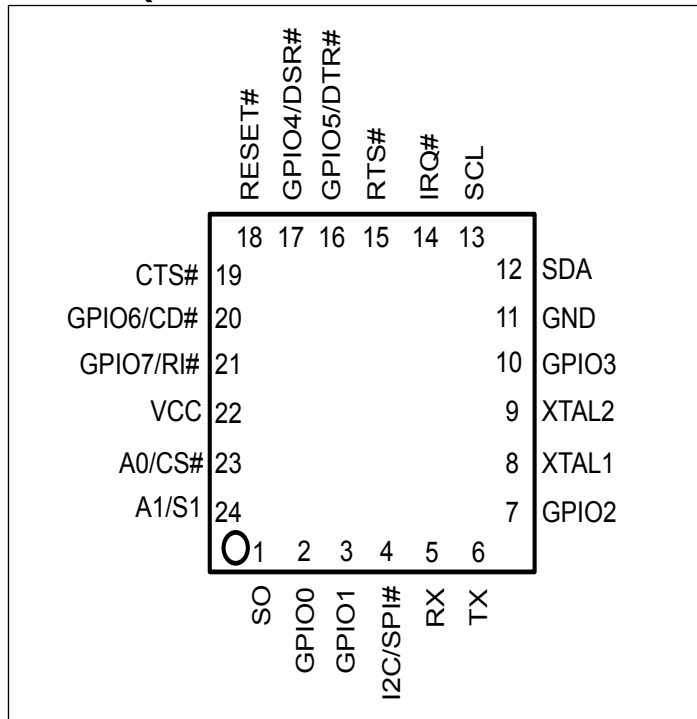 RESET#
GPIO4/DSR#
GPIO5/DTR#
RTS#
IRQ#
SCL
18 17 16 15 14 13
CTS# 19
12 SDA
GPIO6/CD# 20
11 GND
GPIO7/RI# 21
10 GPIO3
VCC 22
9 XTAL2
A0/CS# 23
8 XTAL1
A1/S1 24
7 GPIO2
1 2 3 4 5 6
SO
GPIO0
GPIO1
I2C/SPI#
RX
TX